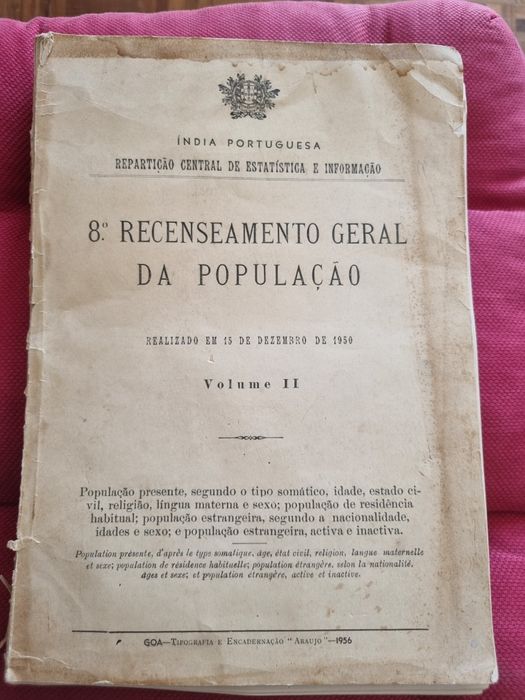 ÍNDIA PORTUGUESA
REPARTIÇÃO CENTRAL DE ESTATÍSTICA E INFORMAÇÃO
8.º RECENSEAMENTO GERAL
DA POPULAÇÃO
REALIZADO EM 15 DE DEZEMBRO DE 1950
Volume II
População presente, segundo o tipo somático, idade, estado ci-
vil, religião, língua materna e sexo; população de residência
habitual; população estrangeira, segundo a nacionalidade,
idades e sexo; e população estrangeira, activa e inactiva.
Population présente, d'après le type somatique, âge, état civil, religion, langue maternelle
et sexe; population de résidence habituelle; population étrangère, selon la nationalité,
âges et sexe; et population étrangère, active et inactive.
GOA—TIPOGRAFIA E ENCADERNAÇÃO "ARAUJO"—1956